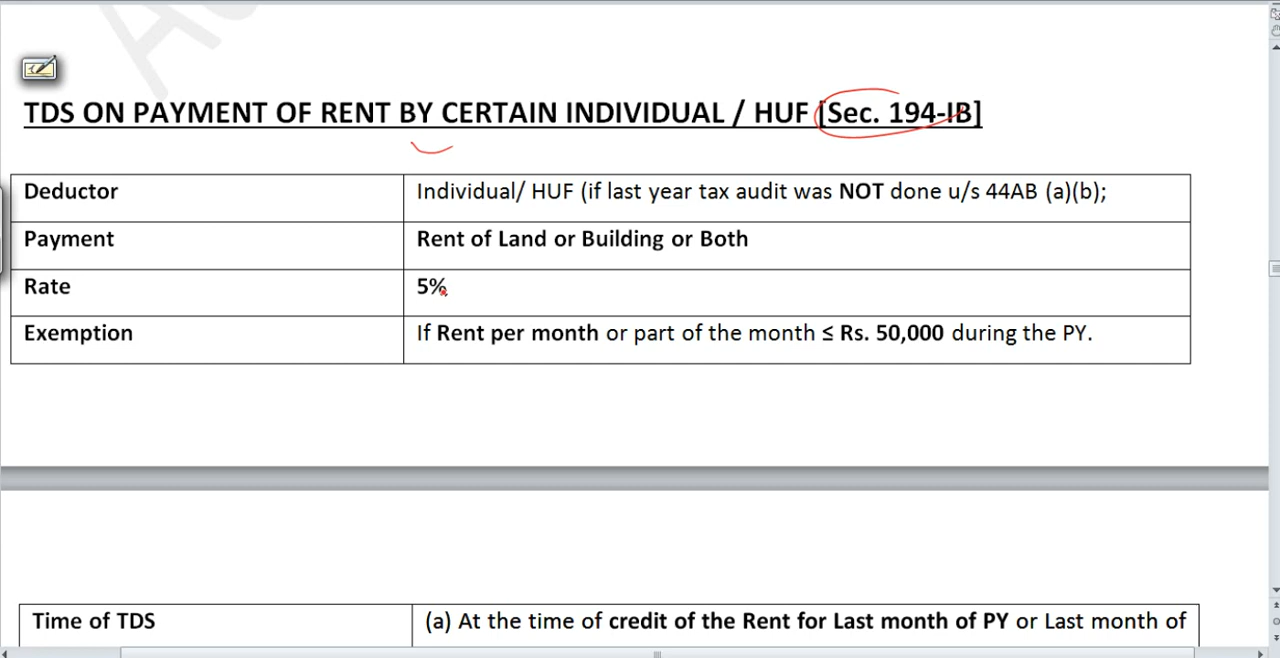 TDS ON PAYMENT OF RENT BY CERTAIN INDIVIDUAL / HUF [Sec. 194-IB]
Deductor Individual/ HUF (if last year tax audit was NOT done u/s 44AB (a)(b);
Payment Rent of Land or Building or Both
Rate 5%
Exemption If Rent per month or part of the month ≤ Rs. 50,000 during the PY.
Time of TDS (a) At the time of credit of the Rent for Last month of PY or Last month of